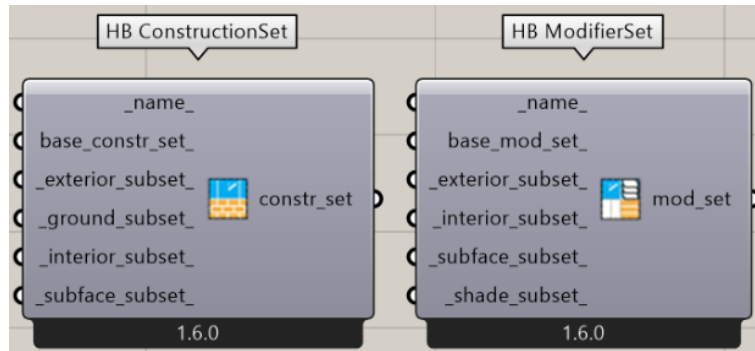 HB ConstructionSet
_name_
base_constr_set_
_exterior_subset_
_ground_subset_
_interior_subset_
_subface_subset_
constr_set
1.6.0
HB ModifierSet
_name_
base_mod_set_
_exterior_subset_
_interior_subset_
_subface_subset_
_shade_subset_
mod_set
1.6.0